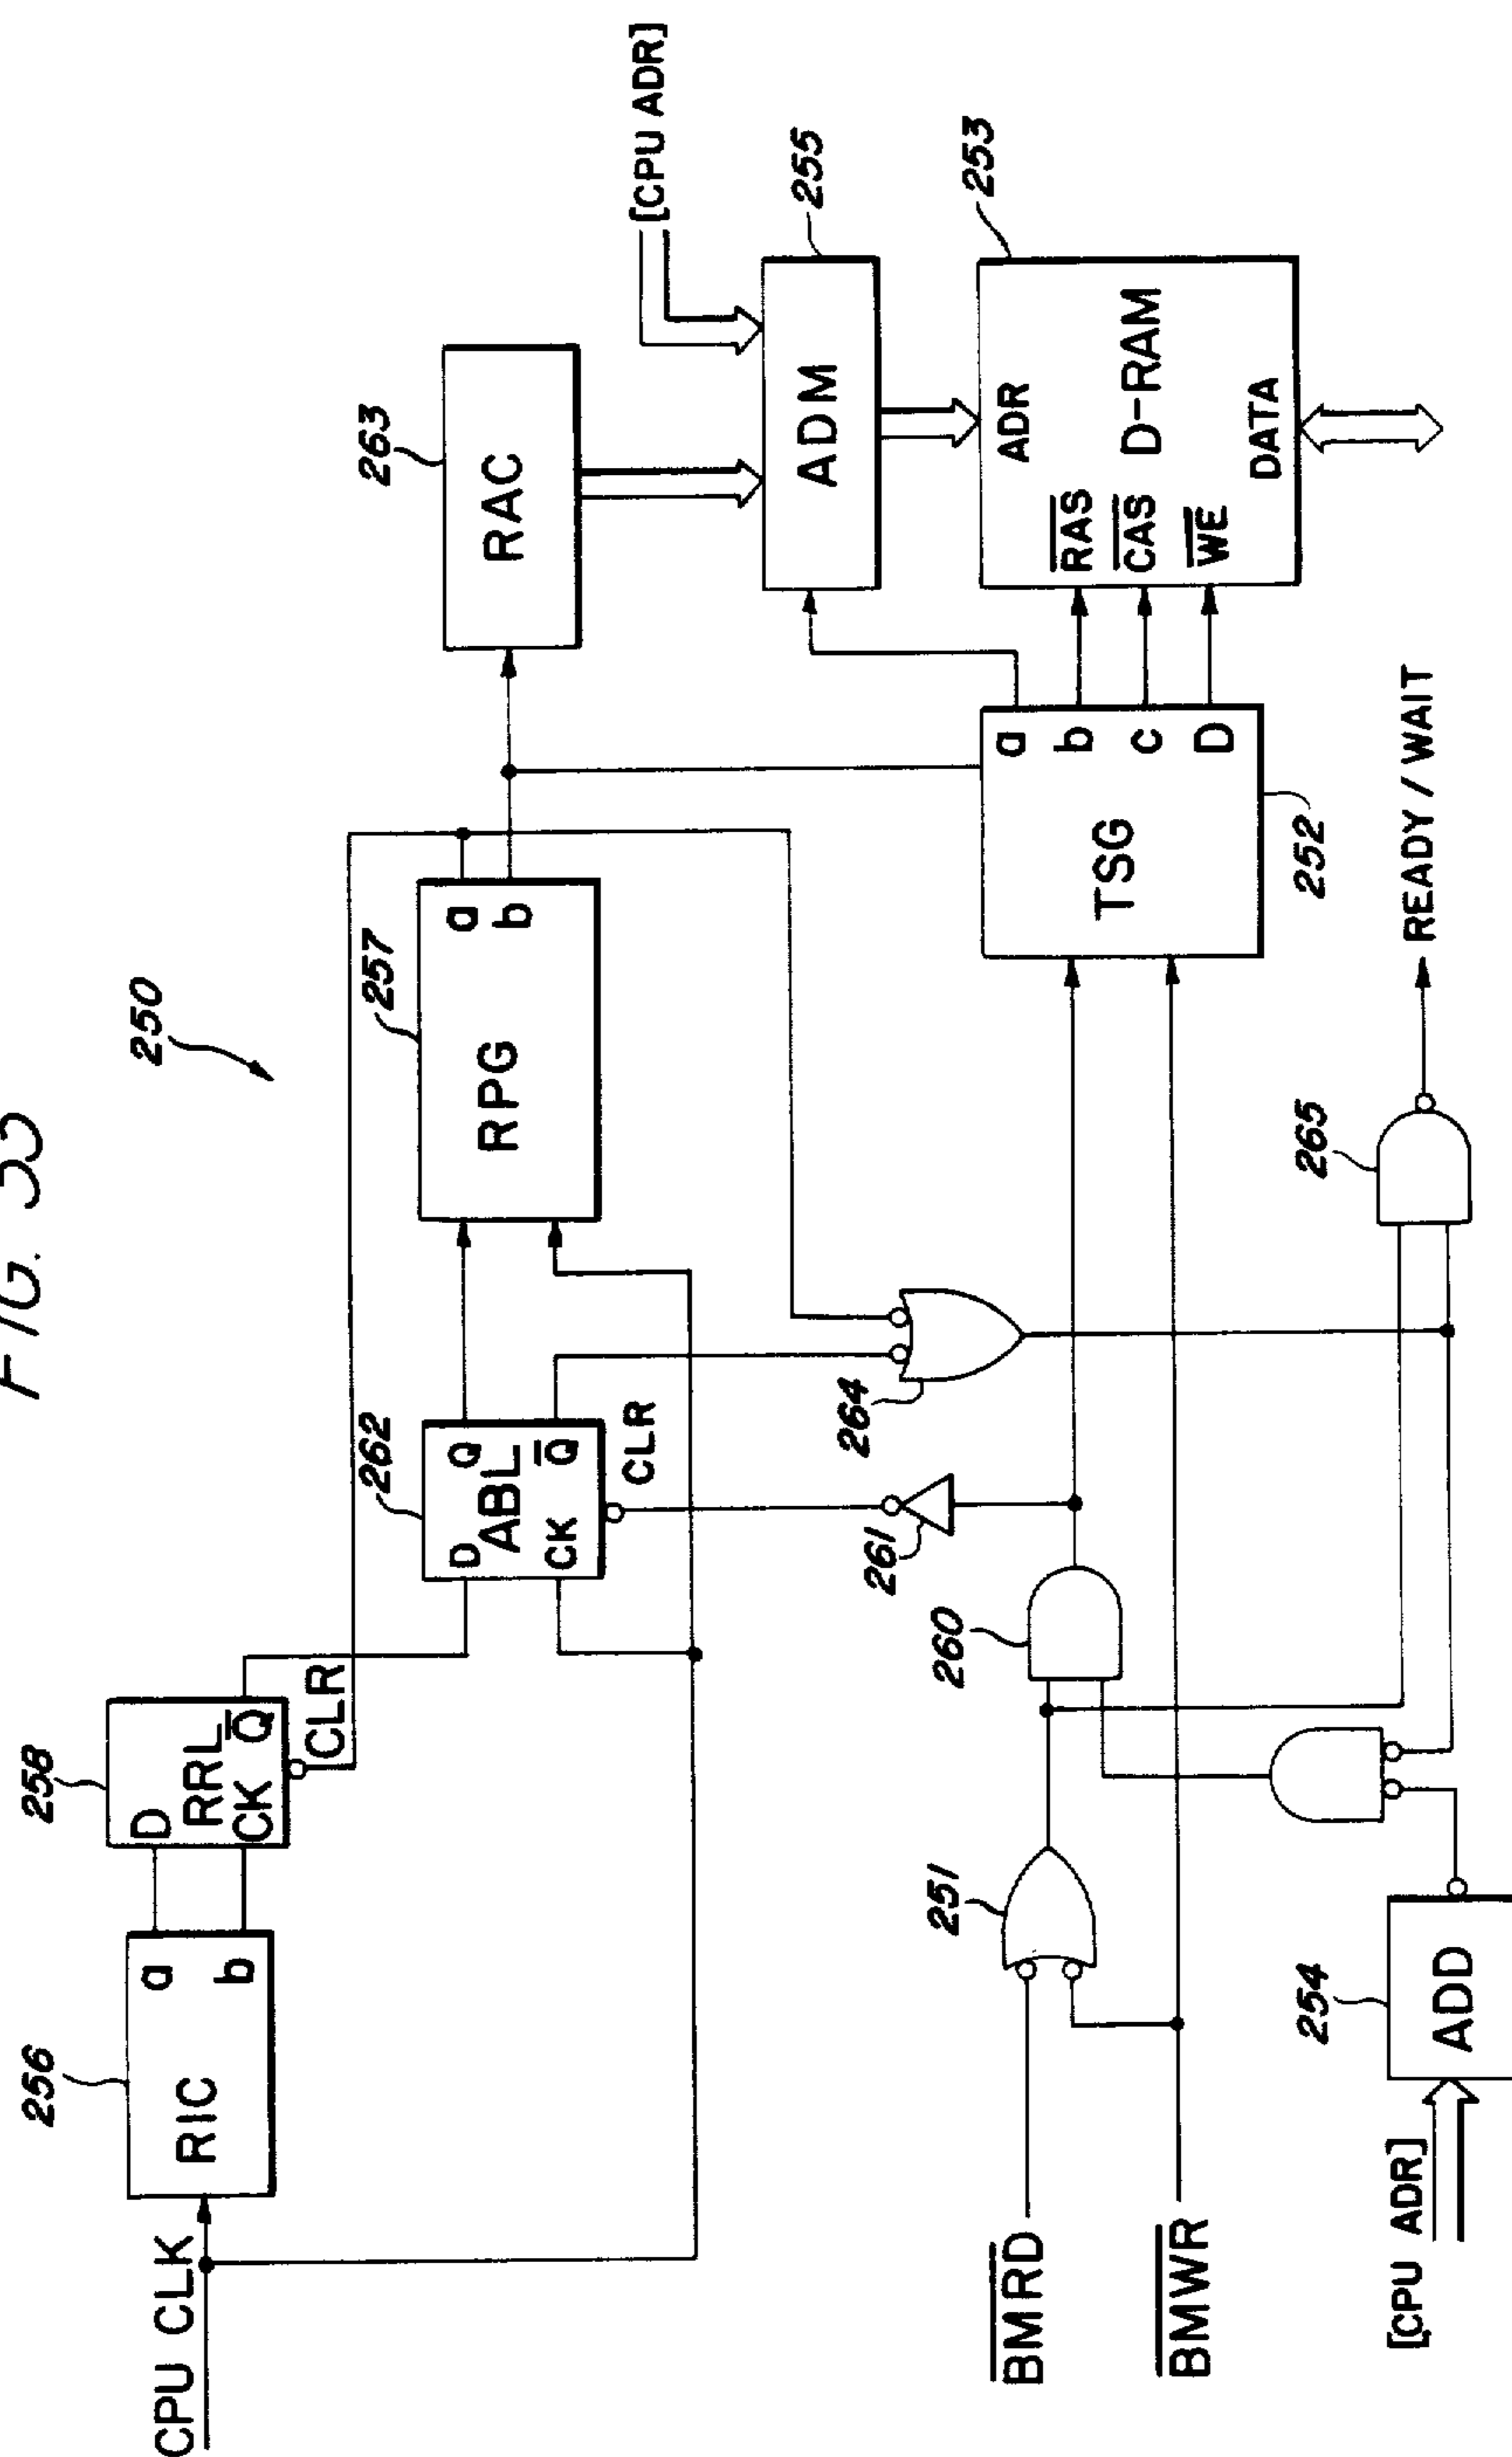 FIG. 33
250
256
258
262
257
263
[CPU ADR]
CPU CLK
RIC
a
b
D
RRL
CK
Q
CLR
D
Q
ABL
CK
Q
CLR
RPG
a
b
RAC
255
ADM
253
ADR
RAS
CAS
D-RAM
WE
DATA
264
261
260
251
BMRD
BMWR
TSG
a
b
c
D
252
254
ADD
[CPU ADR]
265
READY / WAIT